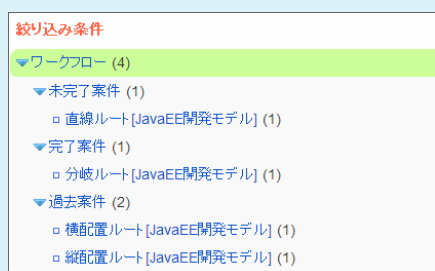 絞り込み条件
ワークフロー (4)
未完了案件 (1)
直線ルート[JavaEE開発モデル] (1)
完了案件 (1)
分岐ルート[JavaEE開発モデル] (1)
過去案件 (2)
横配置ルート[JavaEE開発モデル] (1)
縦配置ルート[JavaEE開発モデル] (1)